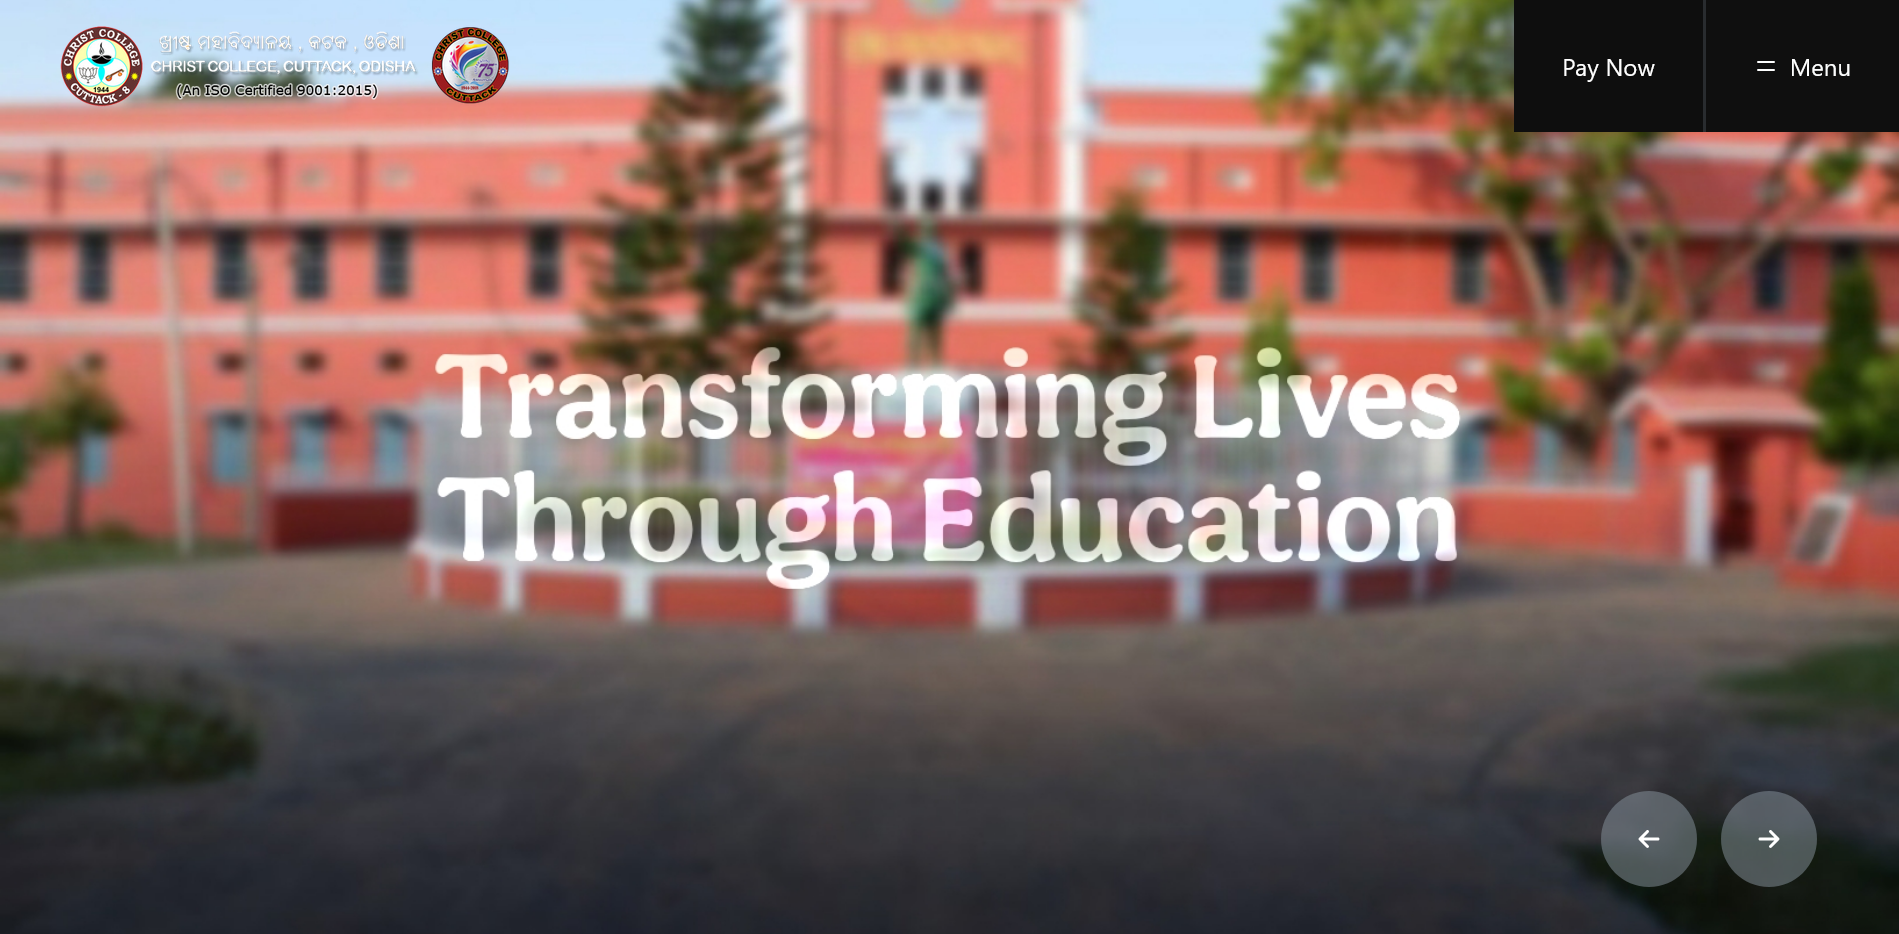 CHRIST COLLEGE
1944
CUTTACK - 8
ଖ୍ରୀଷ୍ଟ ମହାବିଦ୍ୟାଳୟ , କଟକ , ଓଡିଶା
CHRIST COLLEGE, CUTTACK, ODISHA
(An ISO Certified 9001:2015)
CHRIST COLLEGE
75
CUTTACK
Pay Now
Menu
Transforming Lives
Through Education